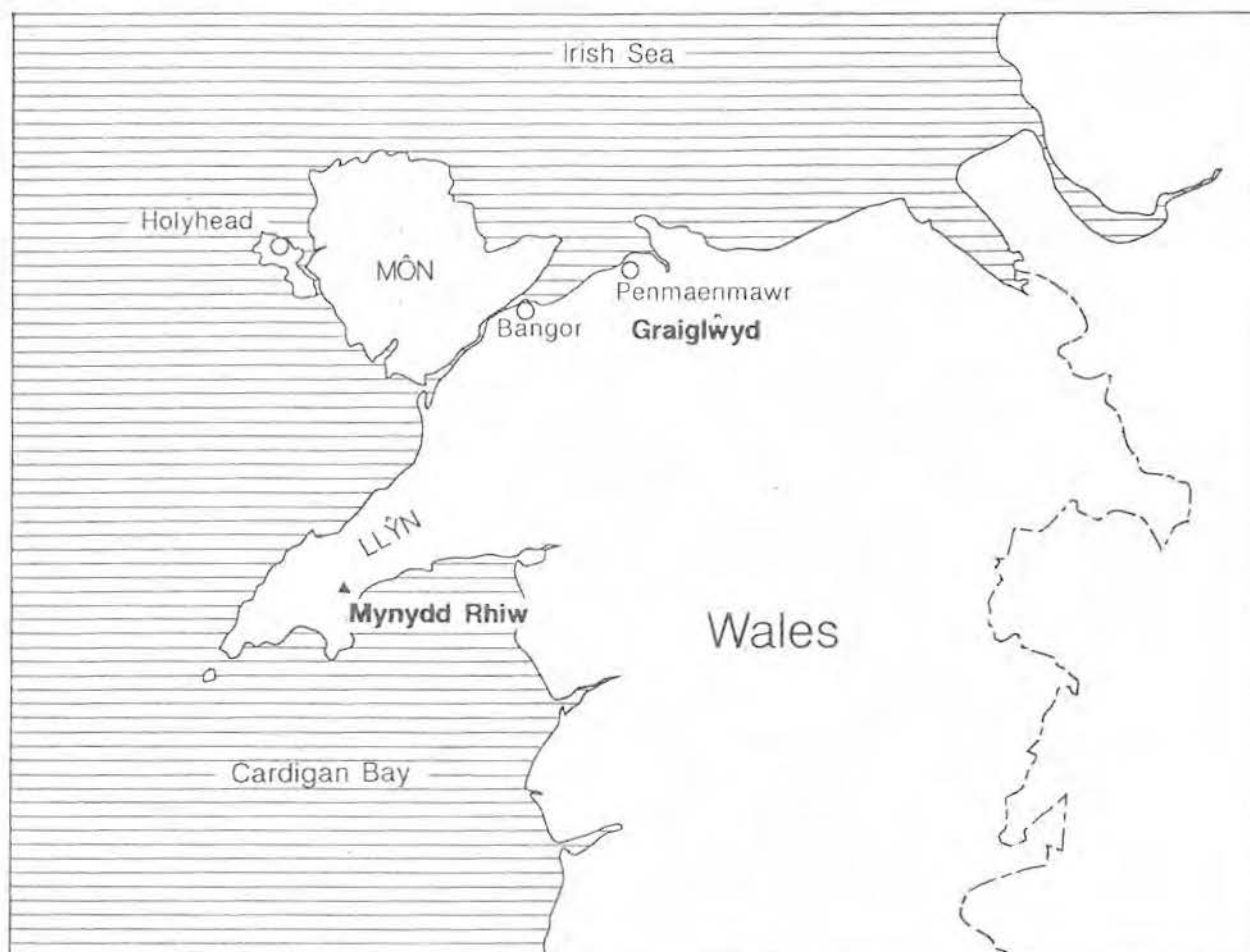 Irish Sea
Holyhead
MÔN
Penmaenmawr
Bangor
Graiglŵyd
LLŶN
Mynydd Rhiw
Wales
Cardigan Bay